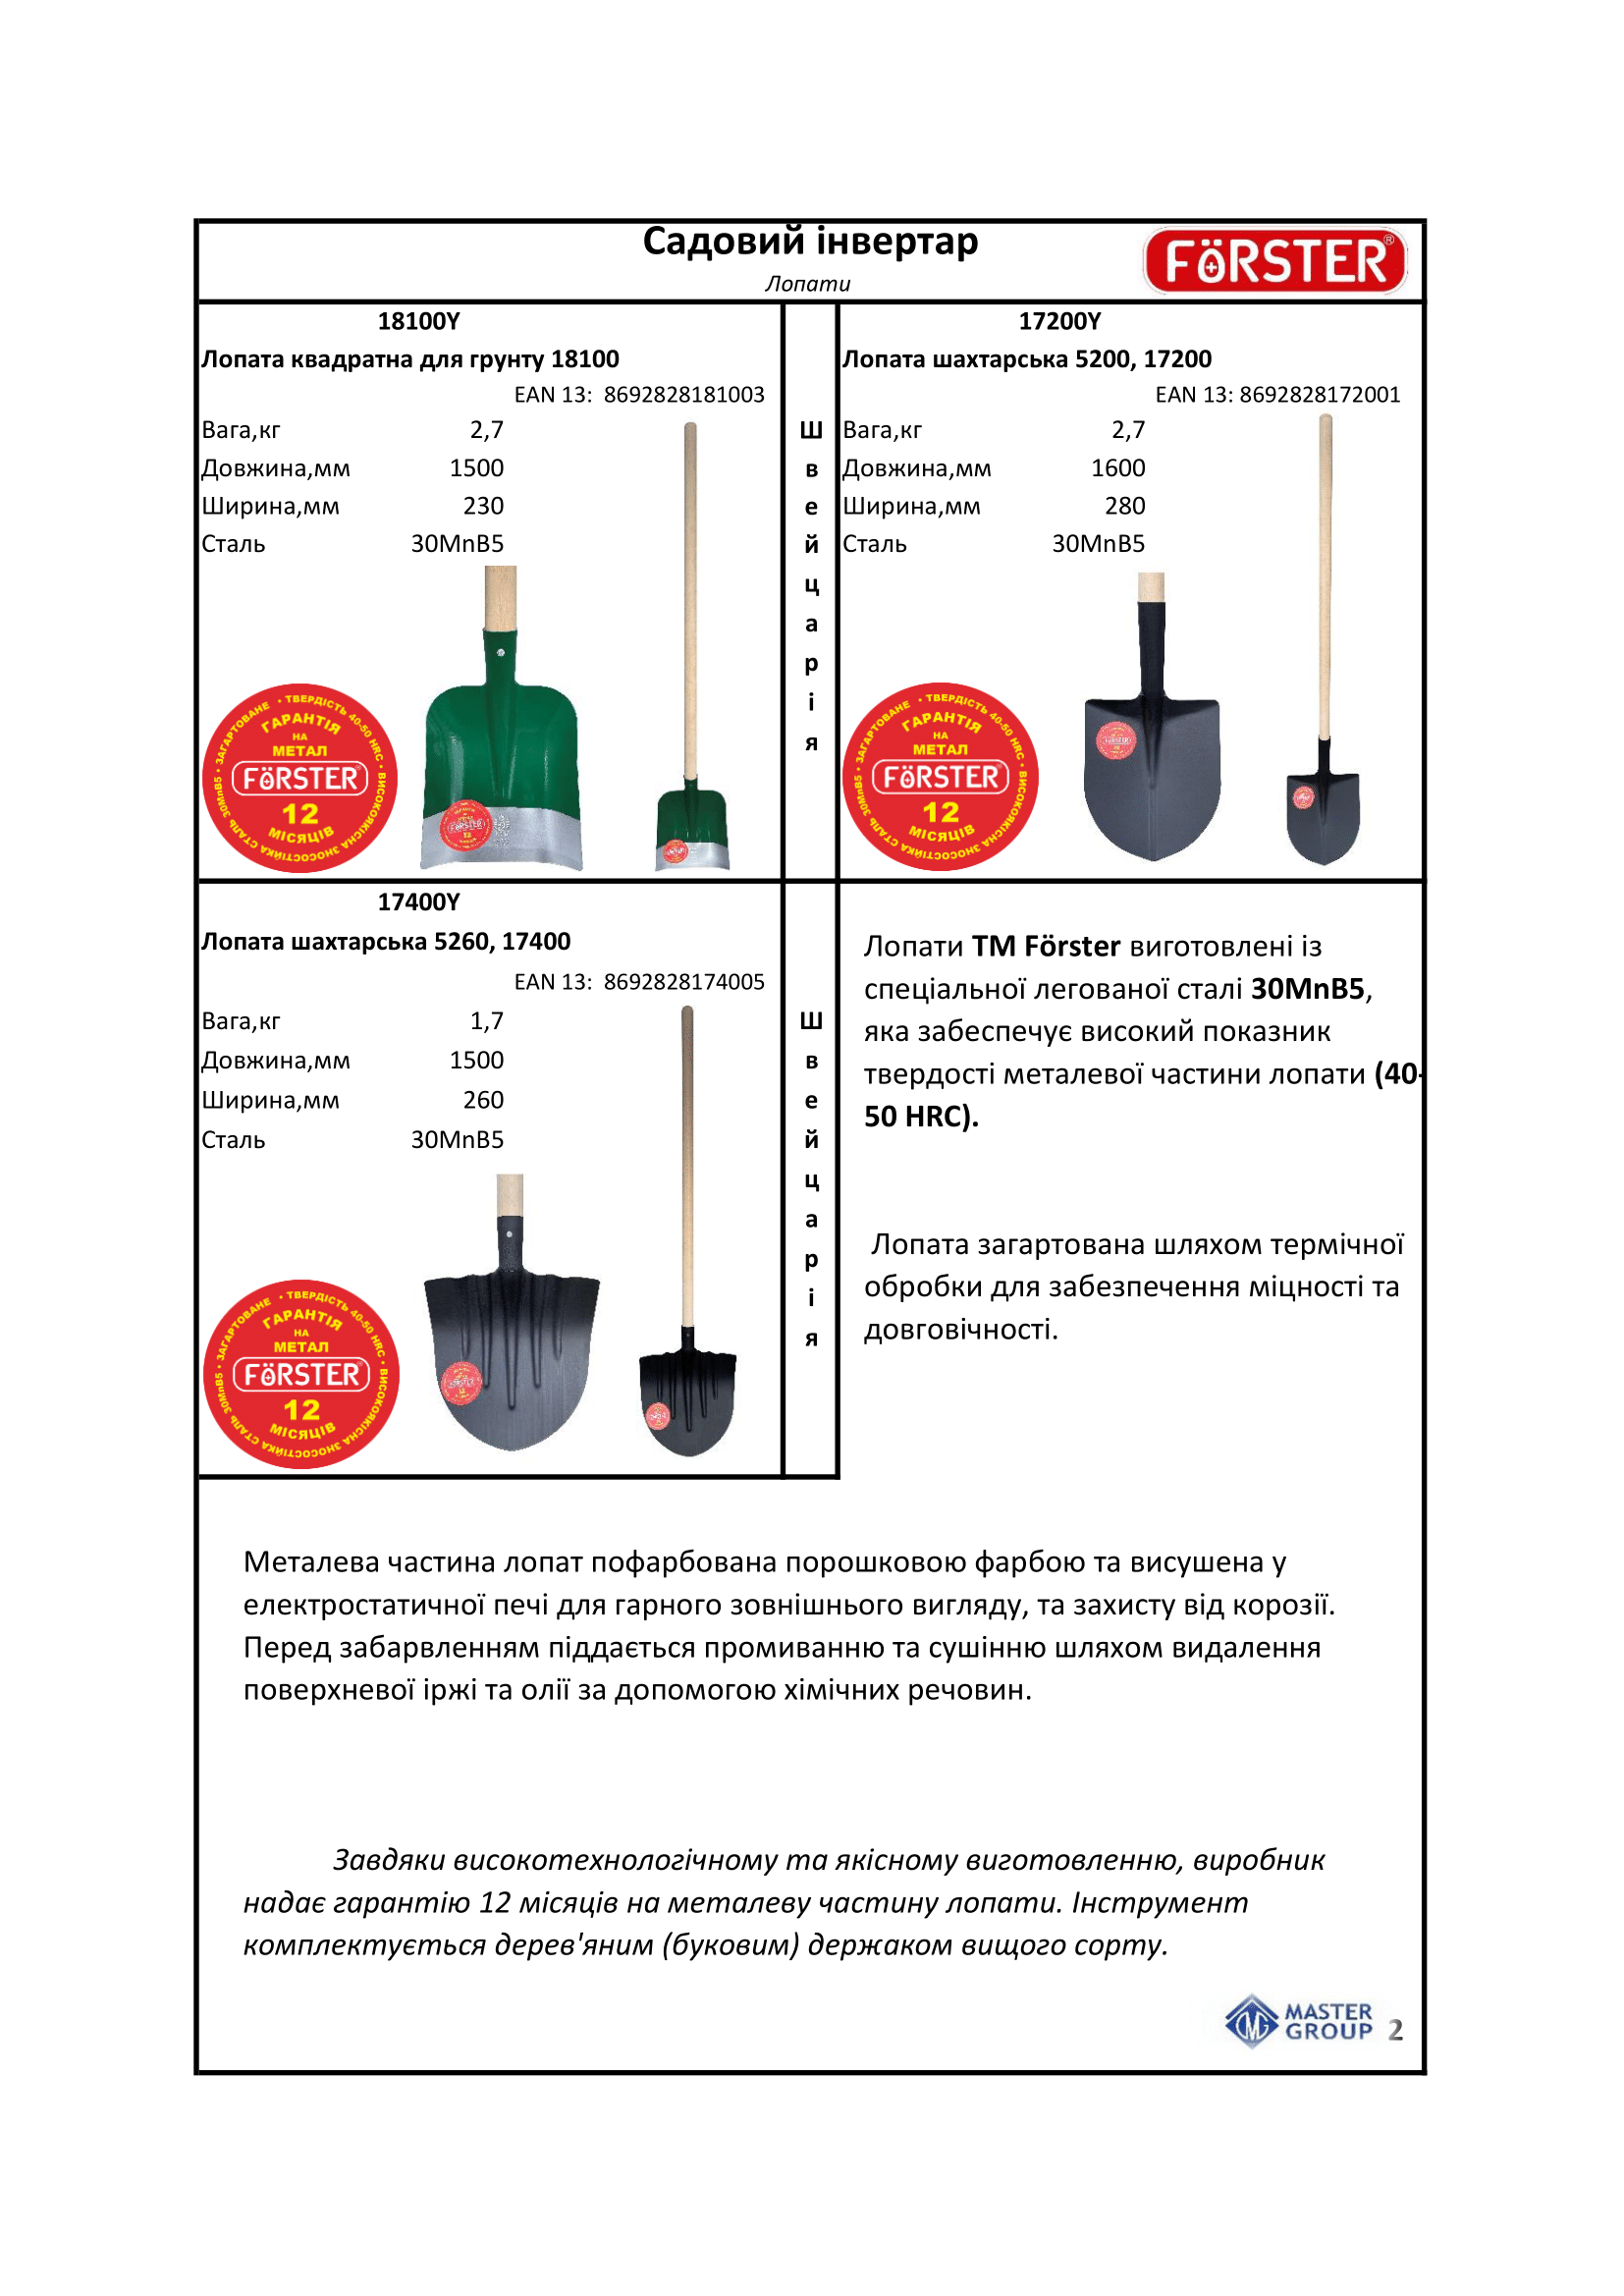 Садовий інвертар
Лопати
FÖRSTER®
18100Y
Лопата квадратна для грунту 18100
EAN 13: 8692828181003
Вага,кг 2,7
Довжина,мм 1500
Ширина,мм 230
Сталь 30MnB5
• ТВЕРДІСТЬ 40-50 HRC • ВИСОКОЯКІСНА ЗНОСОСТІЙКА СТАЛЬ 30MnB5 • ЗАГАРТОВАНЕ
ГАРАНТІЯ
НА
МЕТАЛ
FÖRSTER
12
МІСЯЦІВ
Швейцарія
17200Y
Лопата шахтарська 5200, 17200
EAN 13: 8692828172001
Вага,кг 2,7
Довжина,мм 1600
Ширина,мм 280
Сталь 30MnB5
• ТВЕРДІСТЬ 40-50 HRC • ВИСОКОЯКІСНА ЗНОСОСТІЙКА СТАЛЬ 30MnB5 • ЗАГАРТОВАНЕ
ГАРАНТІЯ
НА
МЕТАЛ
FÖRSTER
12
МІСЯЦІВ
17400Y
Лопата шахтарська 5260, 17400
EAN 13: 8692828174005
Вага,кг 1,7
Довжина,мм 1500
Ширина,мм 260
Сталь 30MnB5
• ТВЕРДІСТЬ 40-50 HRC • ВИСОКОЯКІСНА ЗНОСОСТІЙКА СТАЛЬ 30MnB5 • ЗАГАРТОВАНЕ
ГАРАНТІЯ
НА
МЕТАЛ
FÖRSTER
12
МІСЯЦІВ
Швейцарія
Лопати ТМ Förster виготовлені із
спеціальної легованої сталі 30MnB5,
яка забеспечує високий показник
твердості металевої частини лопати (40-
50 HRC).
Лопата загартована шляхом термічної
обробки для забезпечення міцності та
довговічності.
Металева частина лопат пофарбована порошковою фарбою та висушена у
електростатичної печі для гарного зовнішнього вигляду, та захисту від корозії.
Перед забарвленням піддається промиванню та сушінню шляхом видалення
поверхневої іржі та олії за допомогою хімічних речовин.
Завдяки високотехнологічному та якісному виготовленню, виробник
надає гарантію 12 місяців на металеву частину лопати. Інструмент
комплектується дерев'яним (буковим) держаком вищого сорту.
MASTER
GROUP 2